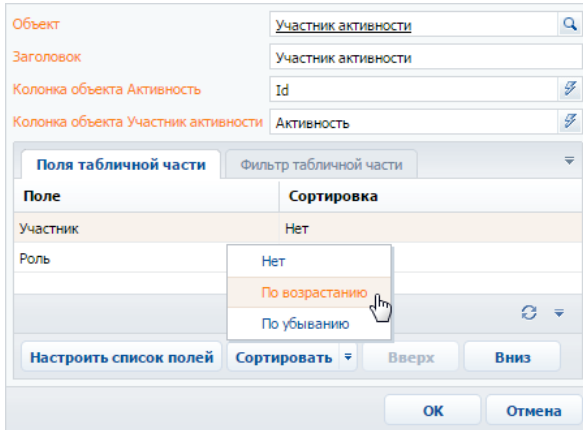 Объект Участник активности
Заголовок Участник активности
Колонка объекта Активность Id
Колонка объекта Участник активности Активность
Поля табличной части Фильтр табличной части
Поле Сортировка
Участник Нет
Роль
Нет
По возрастанию
По убыванию
Настроить список полей Сортировать Вверх Вниз
ОК Отмена